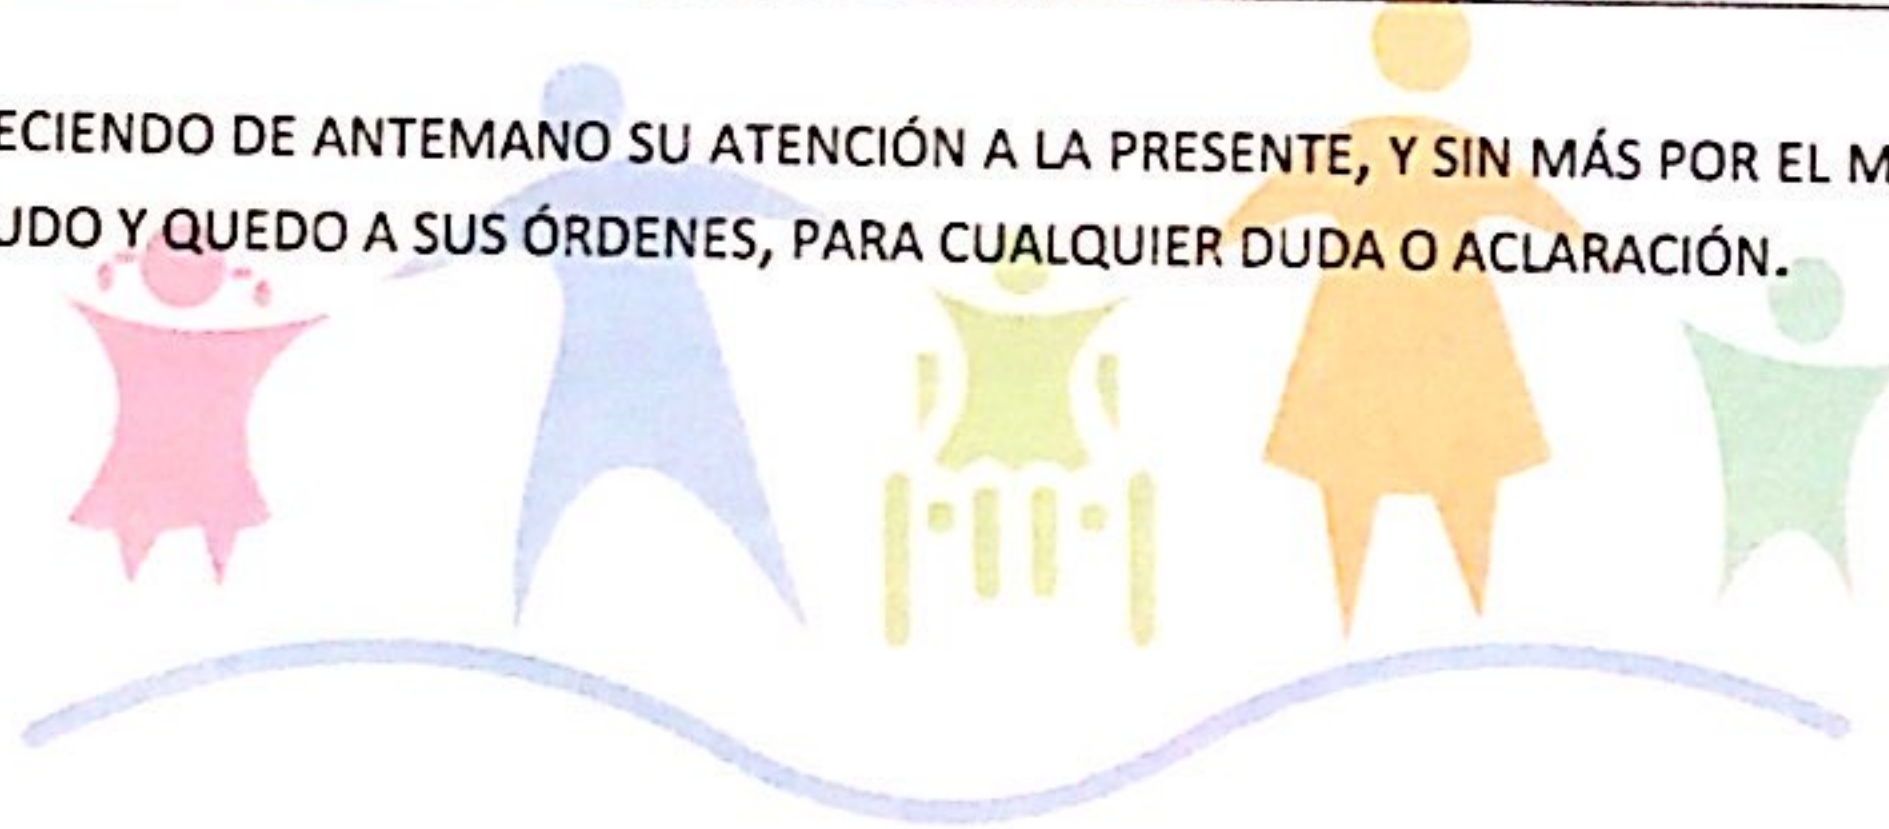 ECIENDO DE ANTEMANO SU ATENCIÓN A LA PRESENTE, Y SIN MÁS POR EL M
UDO Y QUEDO A SUS ÓRDENES, PARA CUALQUIER DUDA O ACLARACIÓN.